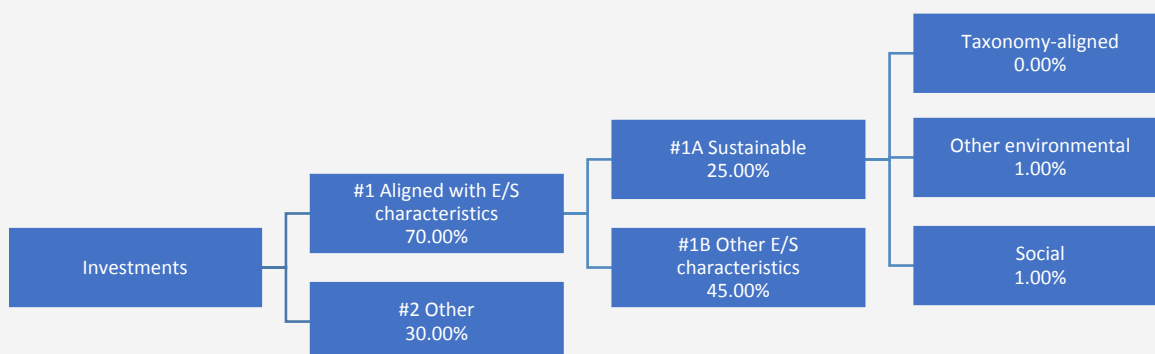 Investments
#1 Aligned with E/S
characteristics
70.00%
#2 Other
30.00%
#1A Sustainable
25.00%
#1B Other E/S
characteristics
45.00%
Taxonomy-aligned
0.00%
Other environmental
1.00%
Social
1.00%